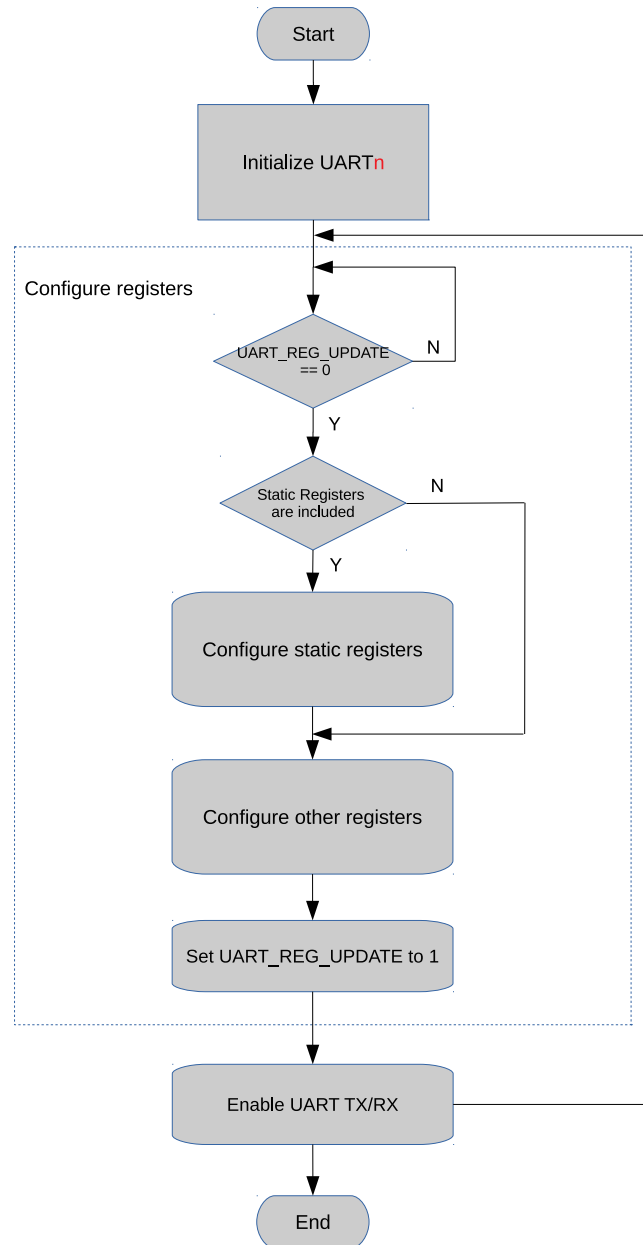 Start
Initialize UARTn
Configure registers
UART_REG_UPDATE
== 0
N
Y
Static Registers
are included
N
Y
Configure static registers
Configure other registers
Set UART_REG_UPDATE to 1
Enable UART TX/RX
End